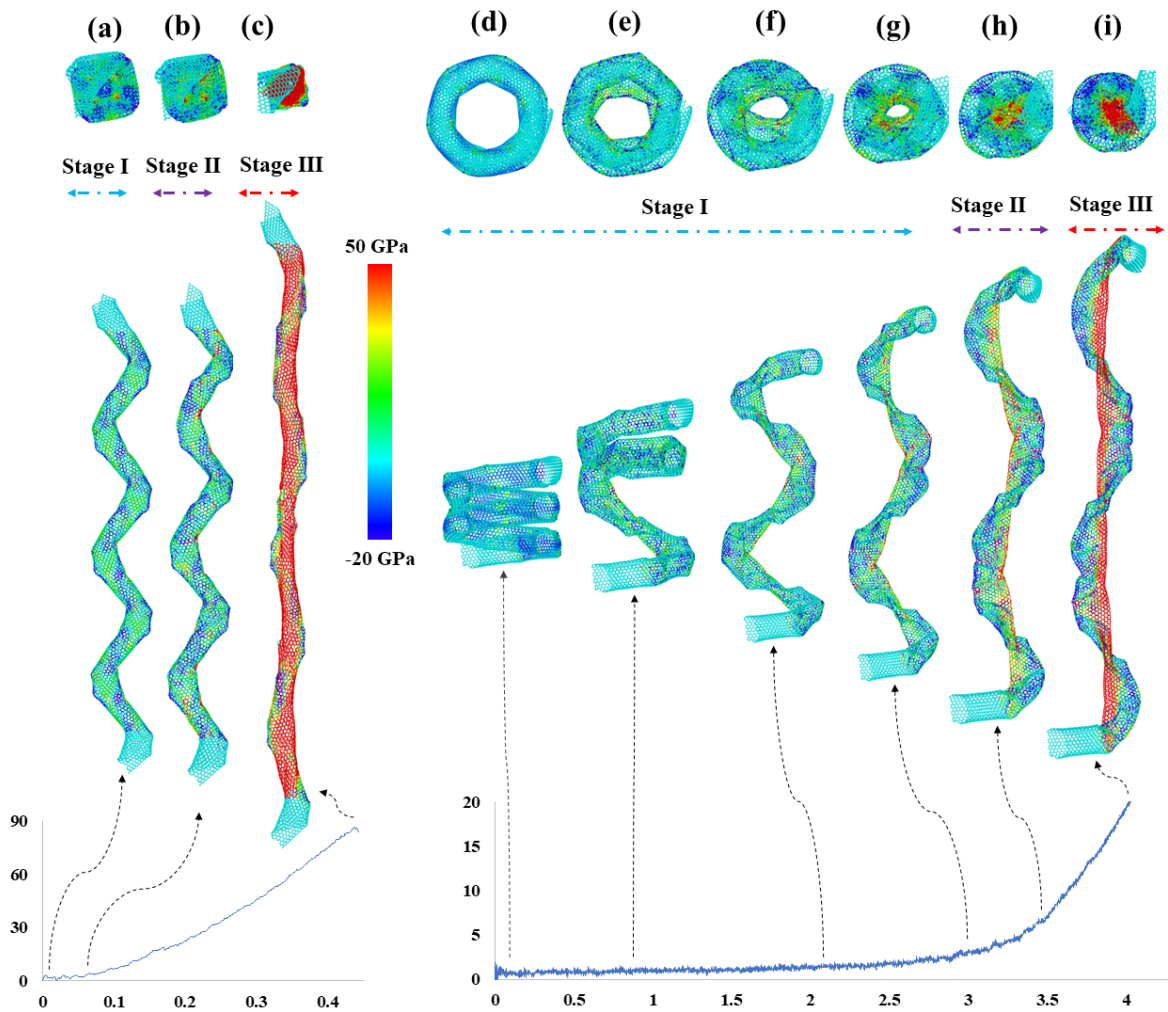 (a) (b) (c) (d) (e) (f) (g) (h) (i)
Stage I Stage II Stage III
Stage I Stage II Stage III
50 GPa
-20 GPa
90
60
30
0
0 0.1 0.2 0.3 0.4
20
15
10
5
0
0 0.5 1 1.5 2 2.5 3 3.5 4